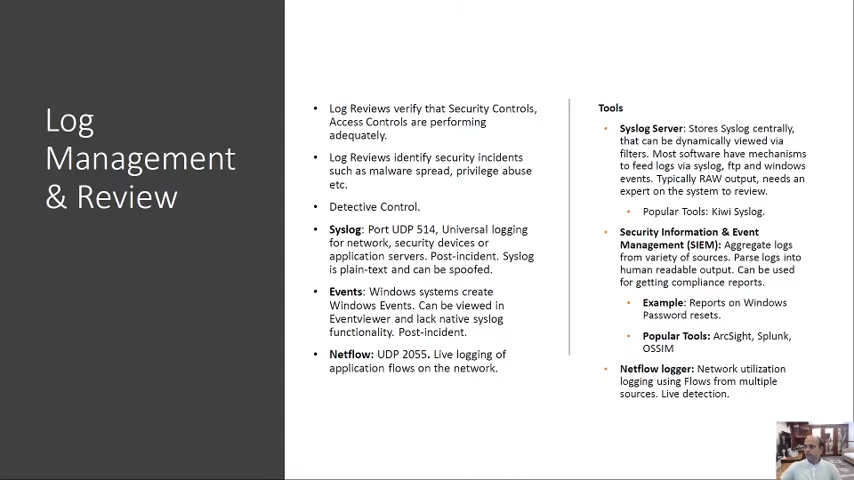 Log
Management
& Review
• Log Reviews verify that Security Controls,
Access Controls are performing
adequately.
• Log Reviews identify security incidents
such as malware spread, privilege abuse
etc.
• Detective Control.
• Syslog: Port UDP 514, Universal logging
for network, security devices or
application servers. Post-incident. Syslog
is plain-text and can be spoofed.
• Events: Windows systems create
Windows Events. Can be viewed in
Eventviewer and lack native syslog
functionality. Post-incident.
• Netflow: UDP 2055. Live logging of
application flows on the network.
Tools
• Syslog Server: Stores Syslog centrally,
that can be dynamically viewed via
filters. Most software have mechanisms
to feed logs via syslog, ftp and windows
events. Typically RAW output, needs an
expert on the system to review.
• Popular Tools: Kiwi Syslog.
• Security Information & Event
Management (SIEM): Aggregate logs
from variety of sources. Parse logs into
human readable output. Can be used
for getting compliance reports.
• Example: Reports on Windows
Password resets.
• Popular Tools: ArcSight, Splunk,
OSSIM
• Netflow logger: Network utilization
logging using Flows from multiple
sources. Live detection.